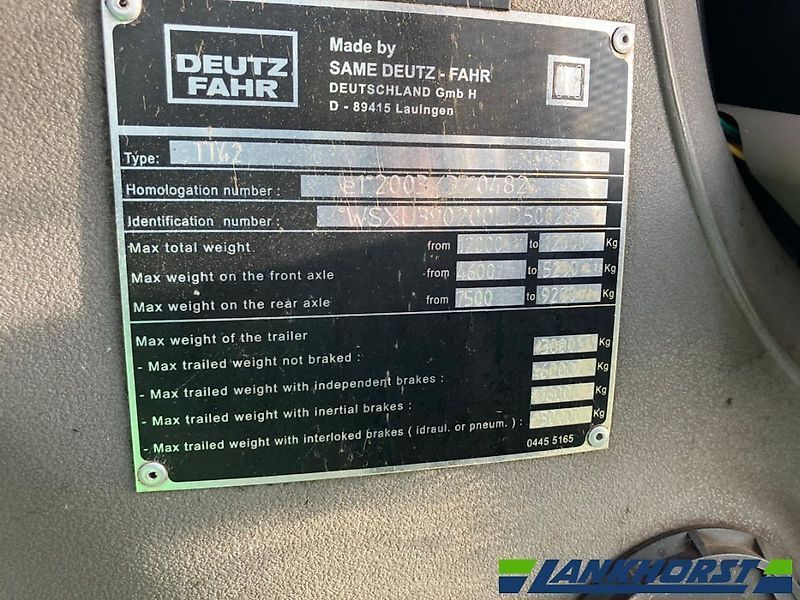 DEUTZ
FAHR
Made by
SAME DEUTZ - FAHR
DEUTSCHLAND Gmb H
D - 89415 Lauingen
Type: TT42
Homologation number :
Identification number :
Max total weight from to Kg
Max weight on the front axle from 4600 to Kg
Max weight on the rear axle from 7500 to Kg
Max weight of the trailer
- Max trailed weight not braked : Kg
- Max trailed weight with independent brakes : Kg
- Max trailed weight with inertial brakes : Kg
- Max trailed weight with interloked brakes ( idraul. or pneum. ) : Kg
0445 5165
LANKHORST